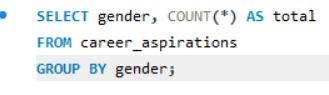 SELECT gender, COUNT(*) AS total
FROM career_aspirations
GROUP BY gender;